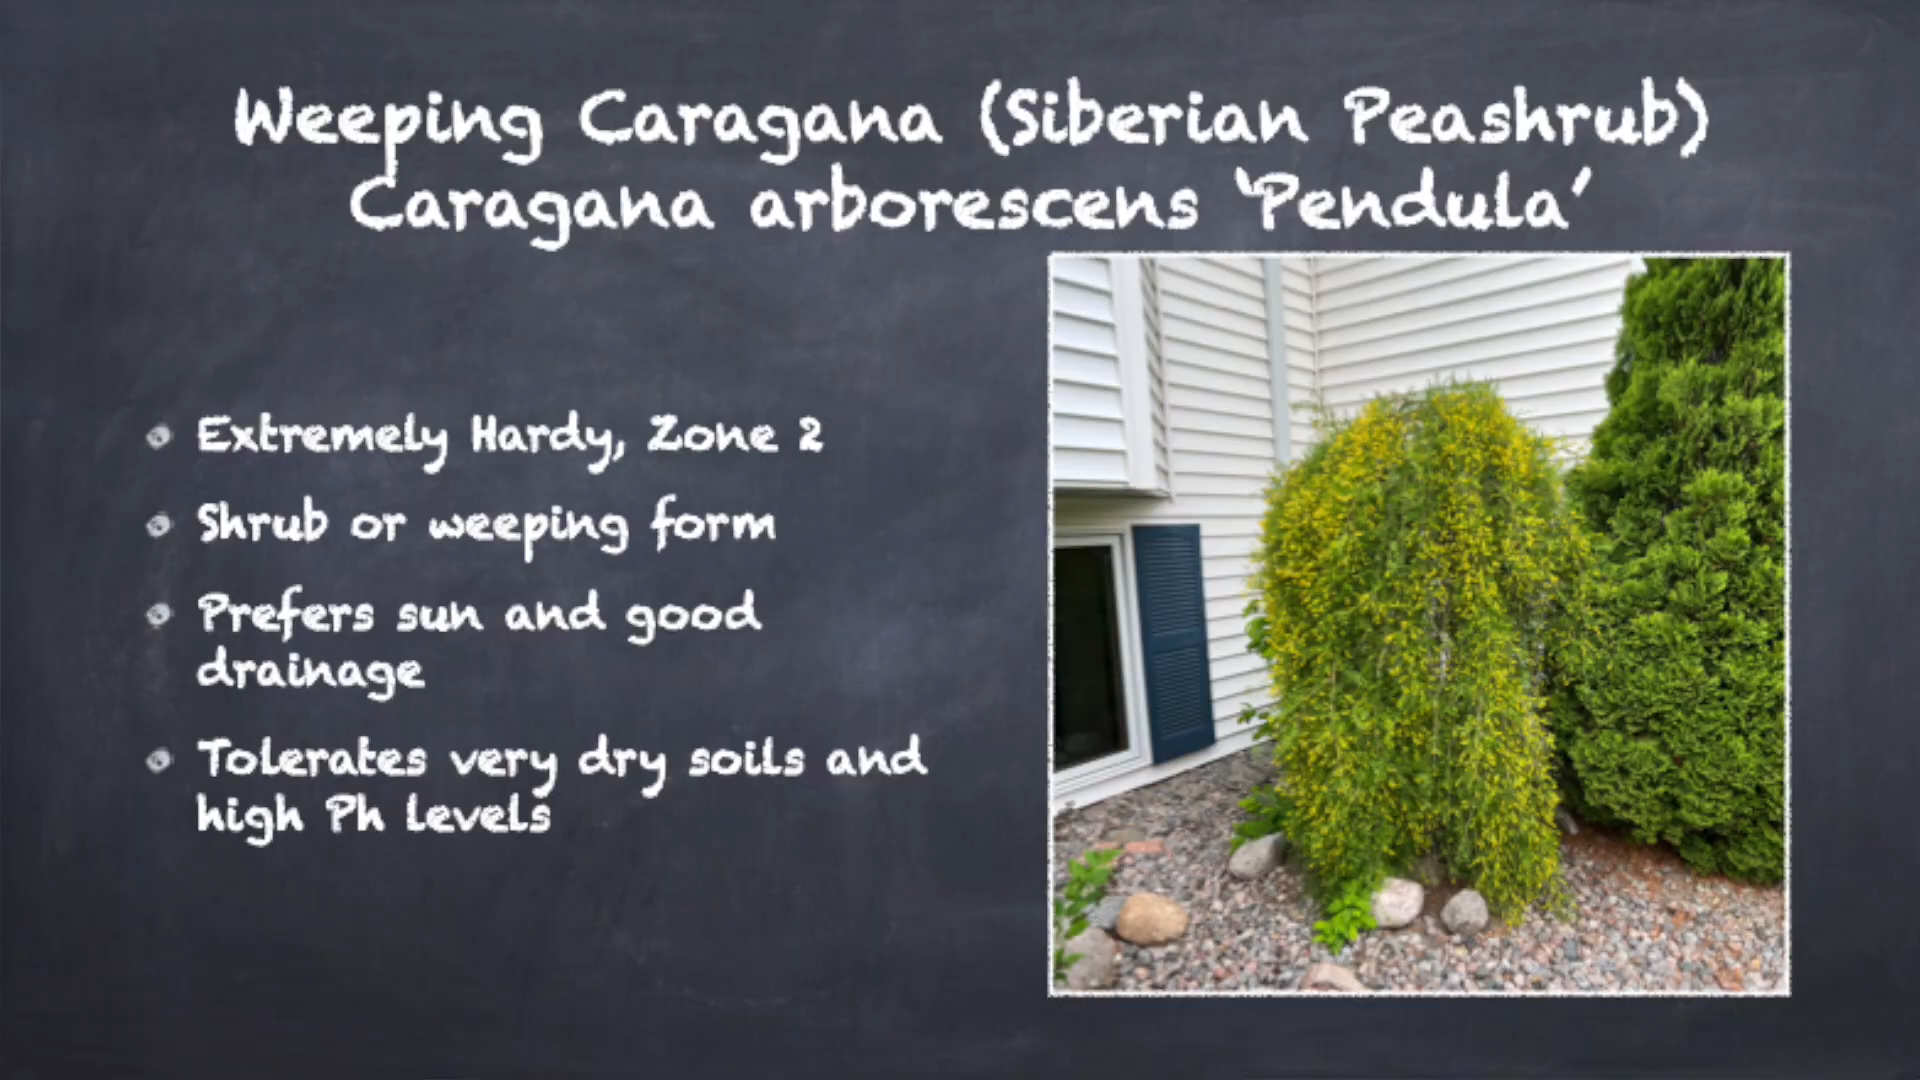 Weeping Caragana (Siberian Peashrub)
Caragana arborescens ‘Pendula’
Extremely Hardy, Zone 2
Shrub or weeping form
Prefers sun and good
drainage
Tolerates very dry soils and
high Ph levels